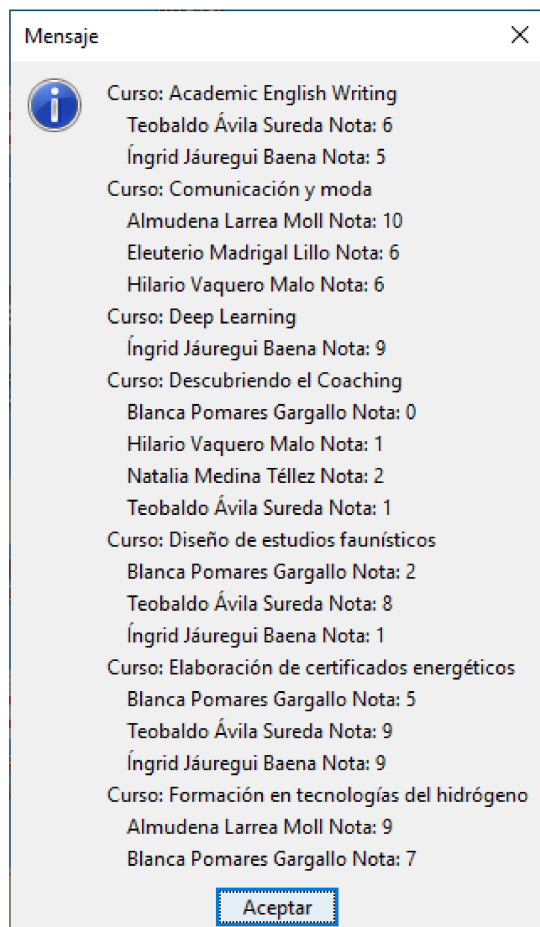 Mensaje
Curso: Academic English Writing
Teobaldo Ávila Sureda Nota: 6
Íngrid Jáuregui Baena Nota: 5
Curso: Comunicación y moda
Almudena Larrea Moll Nota: 10
Eleuterio Madrigal Lillo Nota: 6
Hilario Vaquero Malo Nota: 6
Curso: Deep Learning
Íngrid Jáuregui Baena Nota: 9
Curso: Descubriendo el Coaching
Blanca Pomares Gargallo Nota: 0
Hilario Vaquero Malo Nota: 1
Natalia Medina Téllez Nota: 2
Teobaldo Ávila Sureda Nota: 1
Curso: Diseño de estudios faunísticos
Blanca Pomares Gargallo Nota: 2
Teobaldo Ávila Sureda Nota: 8
Íngrid Jáuregui Baena Nota: 1
Curso: Elaboración de certificados energéticos
Blanca Pomares Gargallo Nota: 5
Teobaldo Ávila Sureda Nota: 9
Íngrid Jáuregui Baena Nota: 9
Curso: Formación en tecnologías del hidrógeno
Almudena Larrea Moll Nota: 9
Blanca Pomares Gargallo Nota: 7
Aceptar